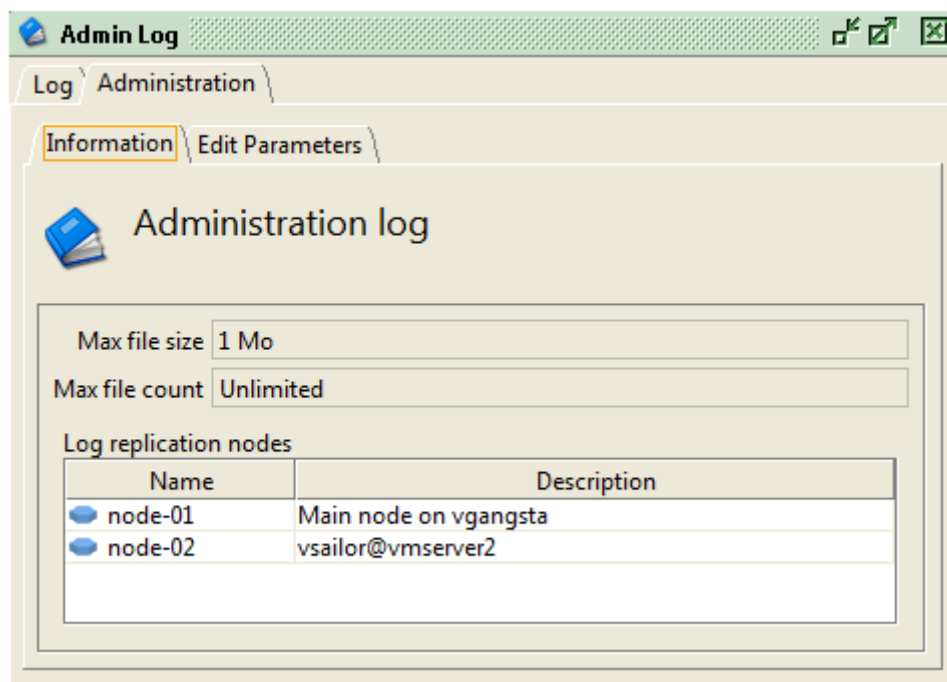 Admin Log
Log Administration
Information Edit Parameters
Administration log
Max file size 1 Mo
Max file count Unlimited
Log replication nodes
Name Description
node-01 Main node on vgangsta
node-02 vsailor@vmserver2